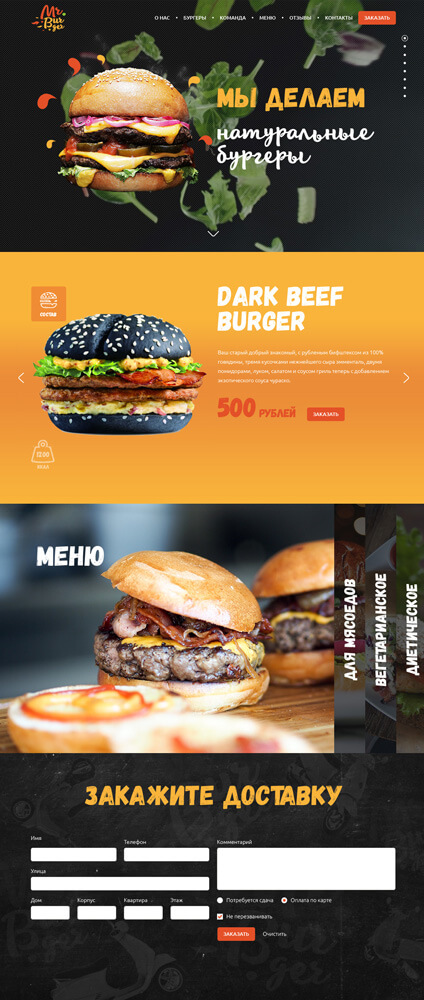 Mr. Burger
О НАС • БУРГЕРЫ • КОМАНДА • МЕНЮ • ОТЗЫВЫ • КОНТАКТЫ ЗАКАЗАТЬ
МЫ ДЕЛАЕМ
натуральные
бургеры
СОСТАВ
DARK BEEF
BURGER
Ваш старый добрый знакомый, с рубленым бифштексом из 100%
говядины, тремя кусочками нежнейшего сыра эмменталь, двумя
помидорами, луком, салатом и соусом гриль теперь с добавлением
экзотического соуса чураско.
500 РУБЛЕЙ ЗАКАЗАТЬ
1200
ККАЛ
МЕНЮ
ДЛЯ МЯСОЕДОВ
ВЕГЕТАРИАНСКОЕ
ДИЕТИЧЕСКОЕ
ЗАКАЖИТЕ ДОСТАВКУ
Имя Телефон Комментарий
Улица
Дом Корпус Квартира Этаж
Потребуется сдача Оплата по карте
Не перезванивать
ЗАКАЗАТЬ Очистить